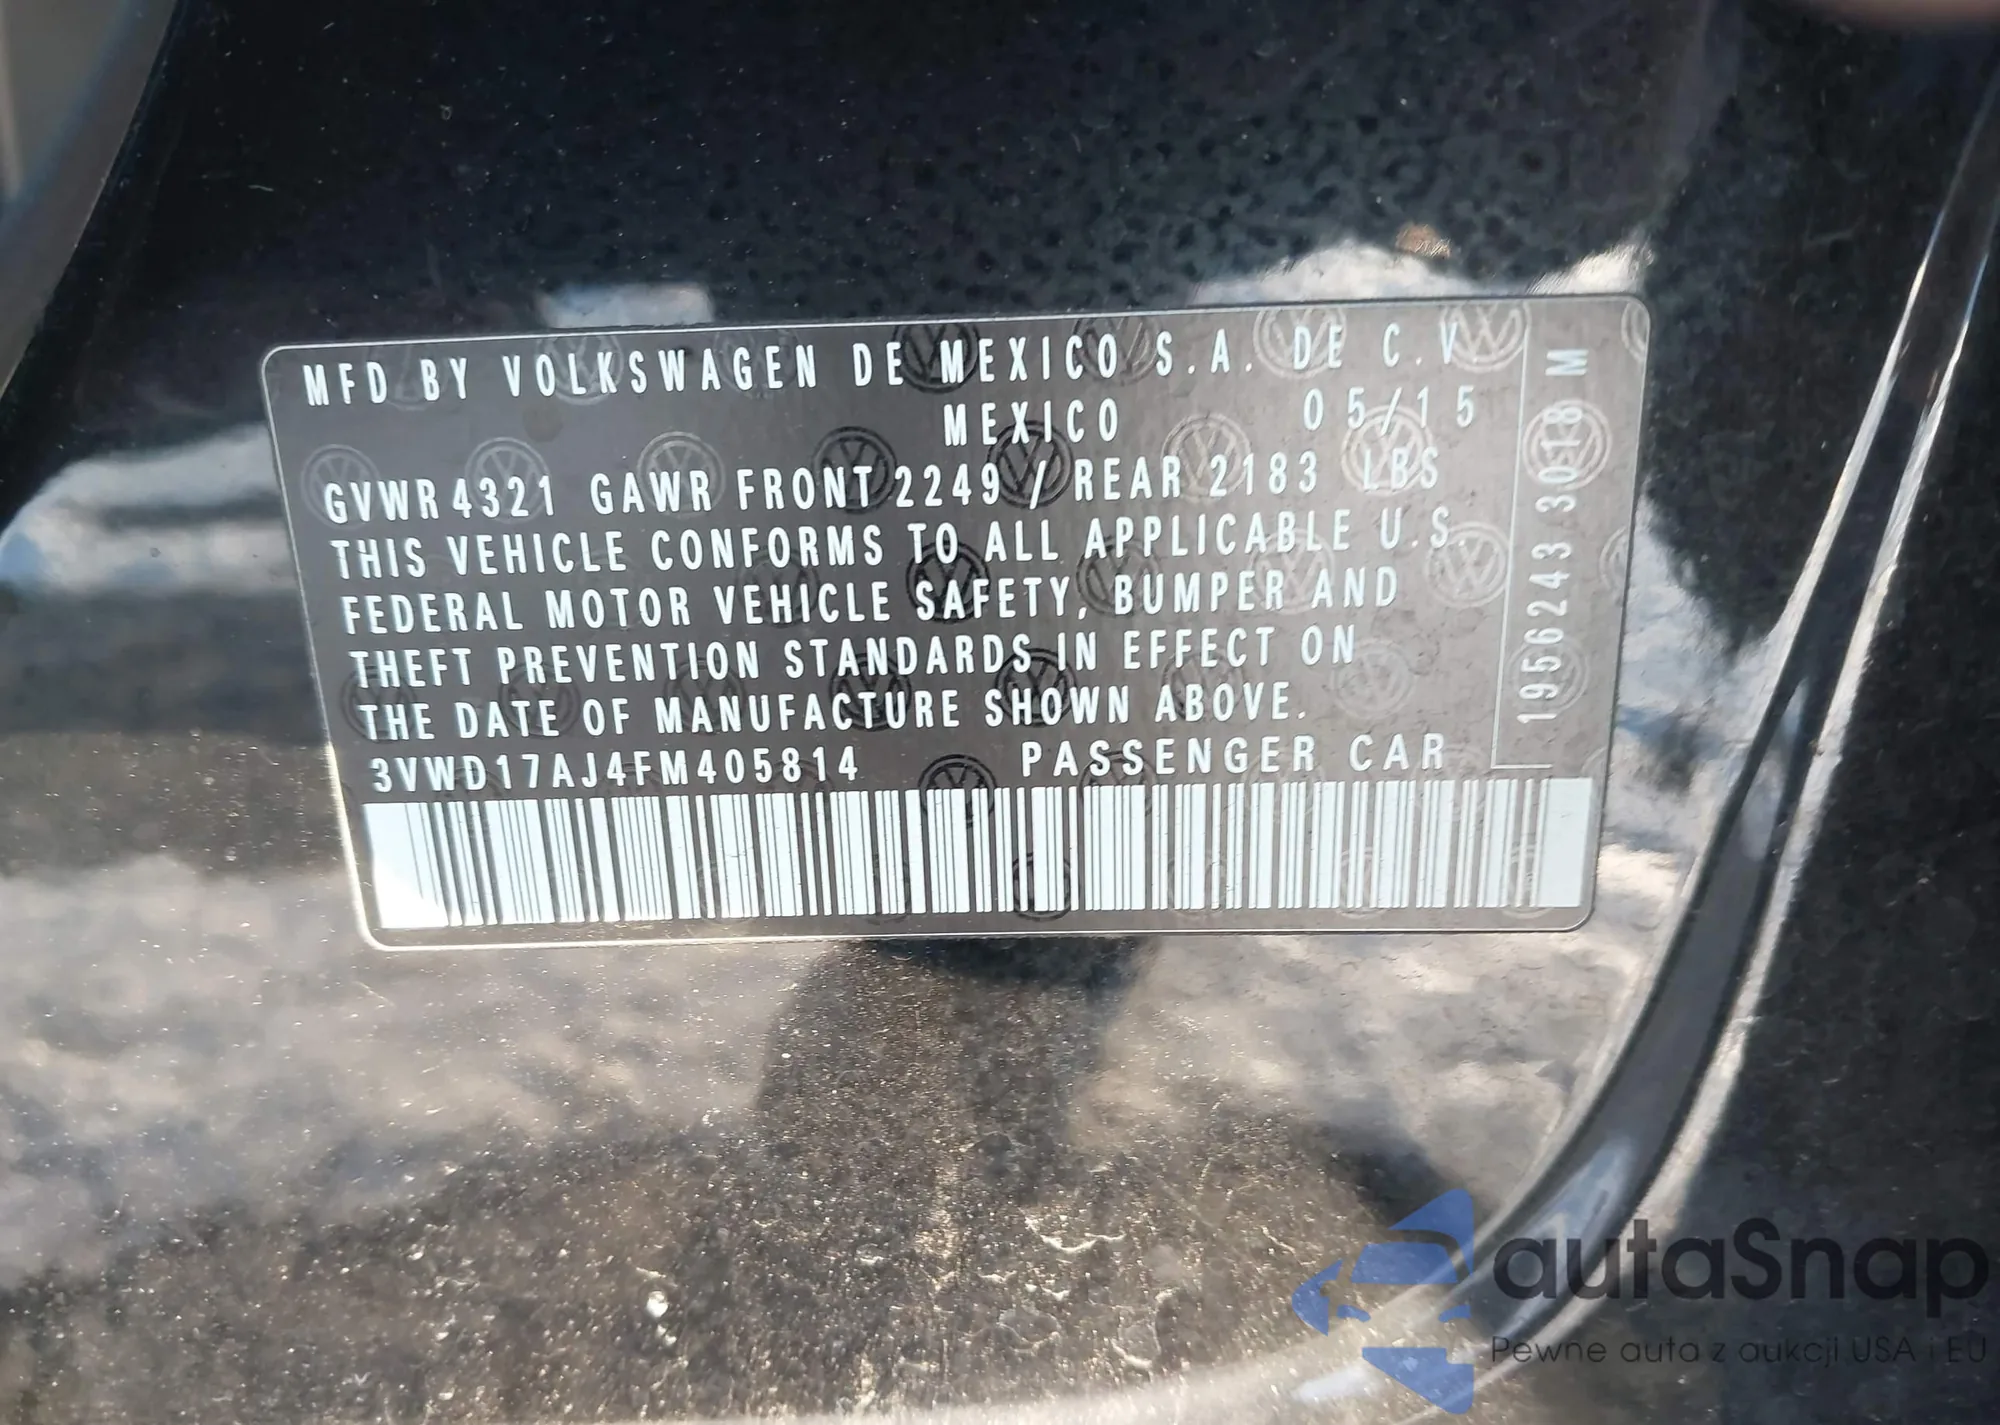 MFD BY VOLKSWAGEN DE MEXICO S.A. DE C.V.
MEXICO 05/15
GVWR 4321 GAWR FRONT 2249 / REAR 2183 LBS
THIS VEHICLE CONFORMS TO ALL APPLICABLE U.S.
FEDERAL MOTOR VEHICLE SAFETY, BUMPER AND
THEFT PREVENTION STANDARDS IN EFFECT ON
THE DATE OF MANUFACTURE SHOWN ABOVE.
3VWD17AJ4FM405814 PASSENGER CAR
1956243 3018 M
autaSnap
Pewne auta z aukcji USA i EU